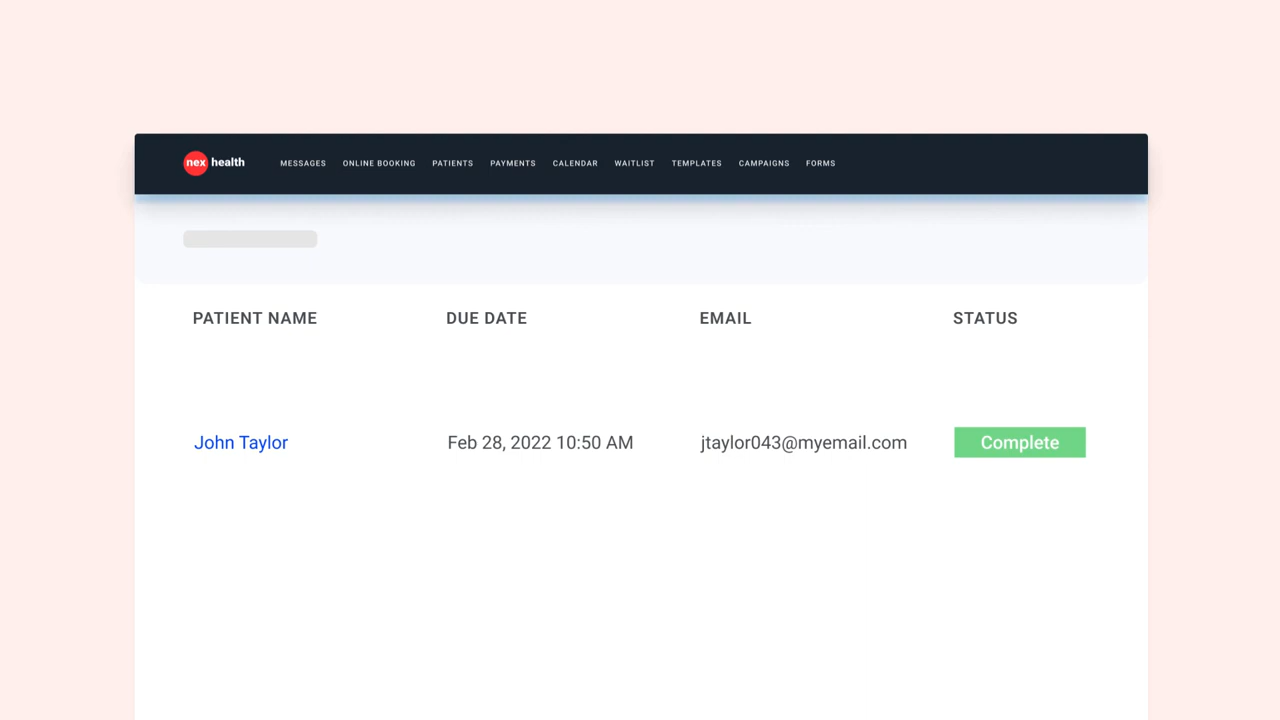 nex health MESSAGES ONLINE BOOKING PATIENTS PAYMENTS CALENDAR WAITLIST TEMPLATES CAMPAIGNS FORMS
PATIENT NAME DUE DATE EMAIL STATUS
John Taylor Feb 28, 2022 10:50 AM jtaylor043@myemail.com Complete